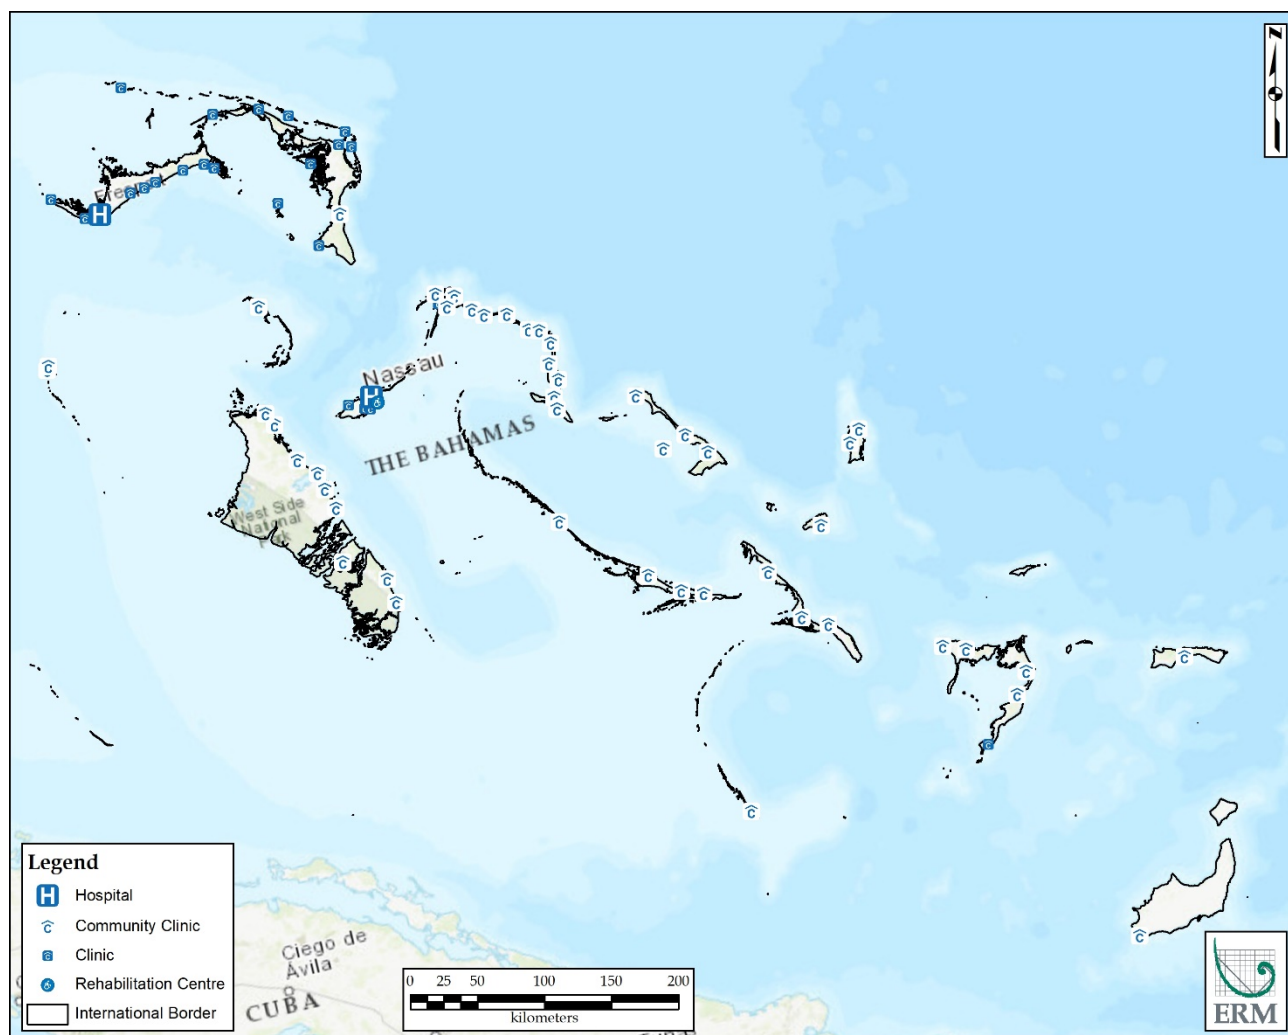 N
Nassau
THE BAHAMAS
West Side
National
Park
Legend
H Hospital
C Community Clinic
C Clinic
Rehabilitation Centre
International Border
Ciego de
Ávila
CUBA
0 25 50 100 150 200
kilometers
ERM